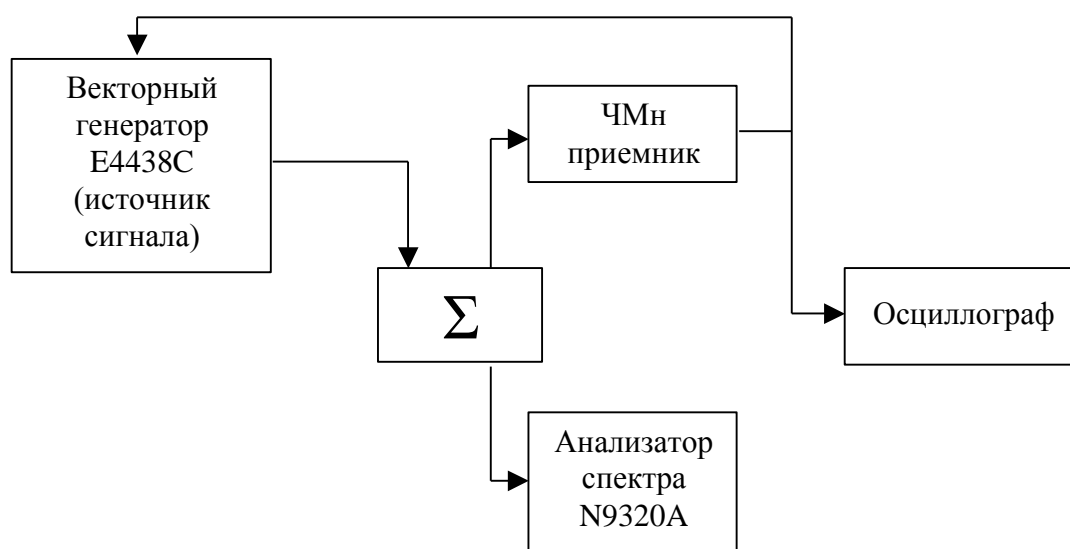 Векторный
генератор
E4438C
(источник
сигнала)
ЧМн
приемник
Σ
Осциллограф
Анализатор
спектра
N9320A